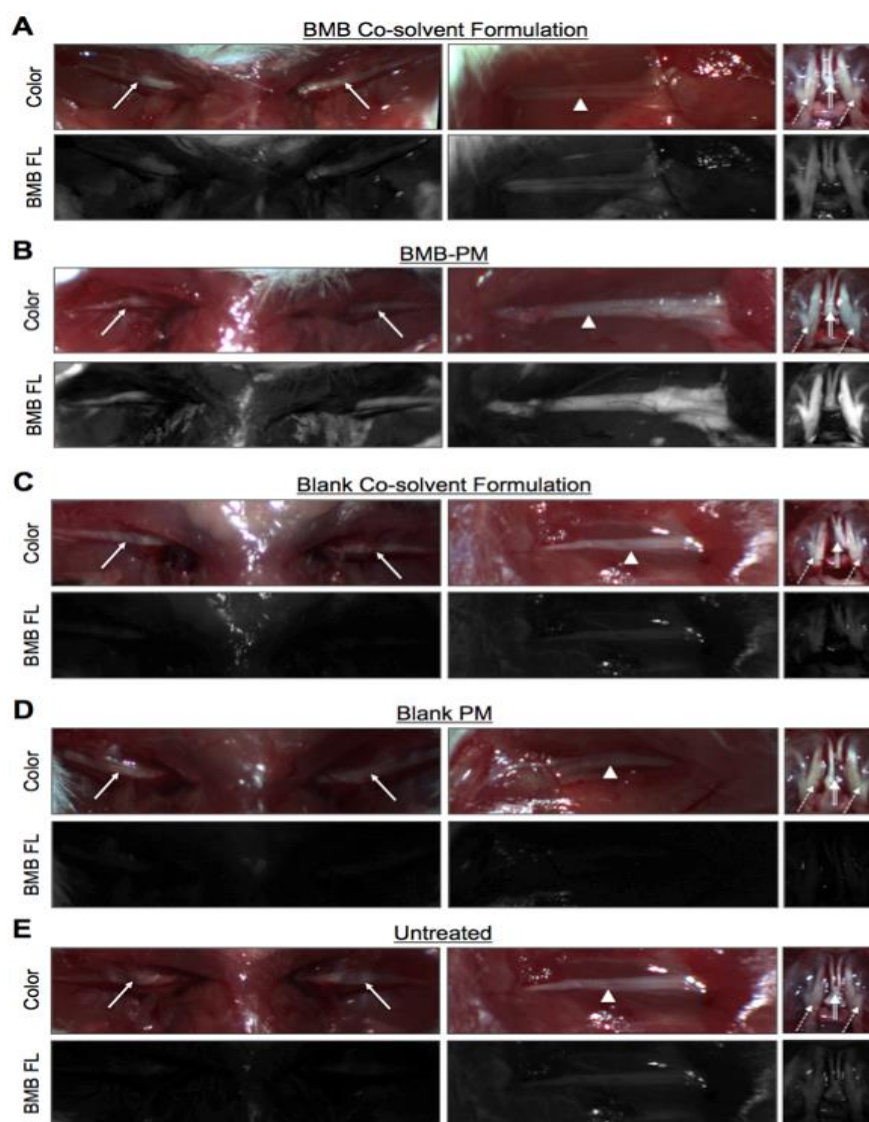 A
BMB Co-solvent Formulation
Color
BMB FL
B
BMB-PM
Color
BMB FL
C
Blank Co-solvent Formulation
Color
BMB FL
D
Blank PM
Color
BMB FL
E
Untreated
Color
BMB FL